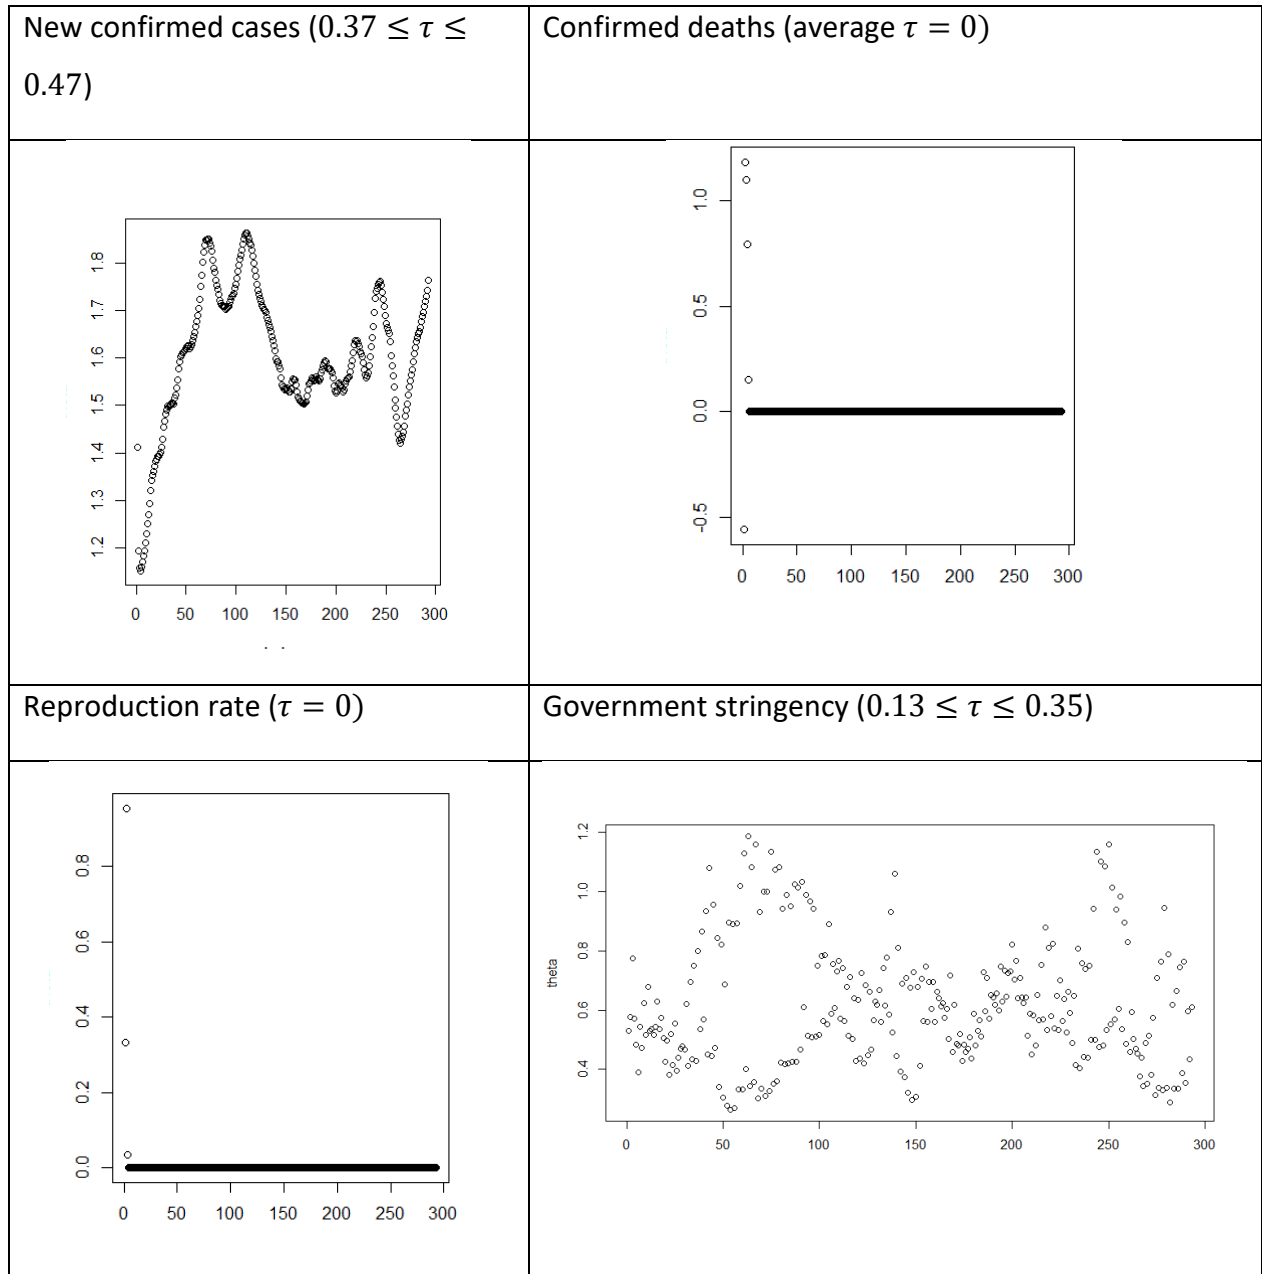 New confirmed cases (0.37 ≤ τ ≤
0.47)
Confirmed deaths (average τ = 0)
1.8
1.7
1.6
1.5
1.4
1.3
1.2
0 50 100 150 200 250 300
1.0
0.5
0.0
-0.5
0 50 100 150 200 250 300
Reproduction rate (τ = 0)
Government stringency (0.13 ≤ τ ≤ 0.35)
0.8
0.6
0.4
0.2
0.0
0 50 100 150 200 250 300
theta
1.2
1.0
0.8
0.6
0.4
0 50 100 150 200 250 300